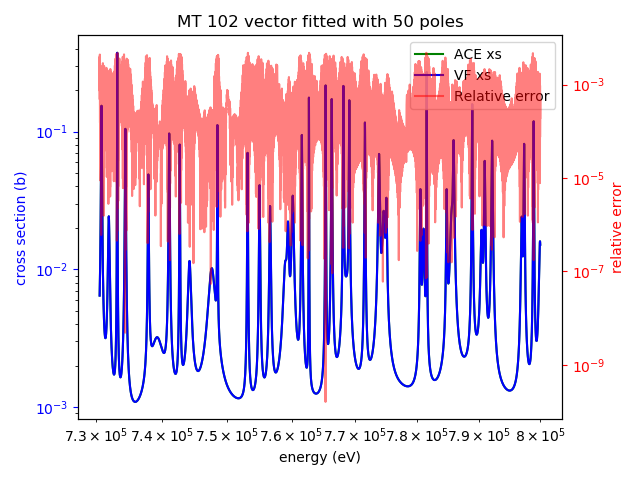 MT 102 vector fitted with 50 poles
ACE xs
VF xs
Relative error
10⁻¹
10⁻²
10⁻³
cross section (b)
10⁻³
10⁻⁵
10⁻⁷
10⁻⁹
relative error
7.3 × 10⁵ 7.4 × 10⁵ 7.5 × 10⁵ 7.6 × 10⁵ 7.7 × 10⁵ 7.8 × 10⁵ 7.9 × 10⁵ 8 × 10⁵
energy (eV)